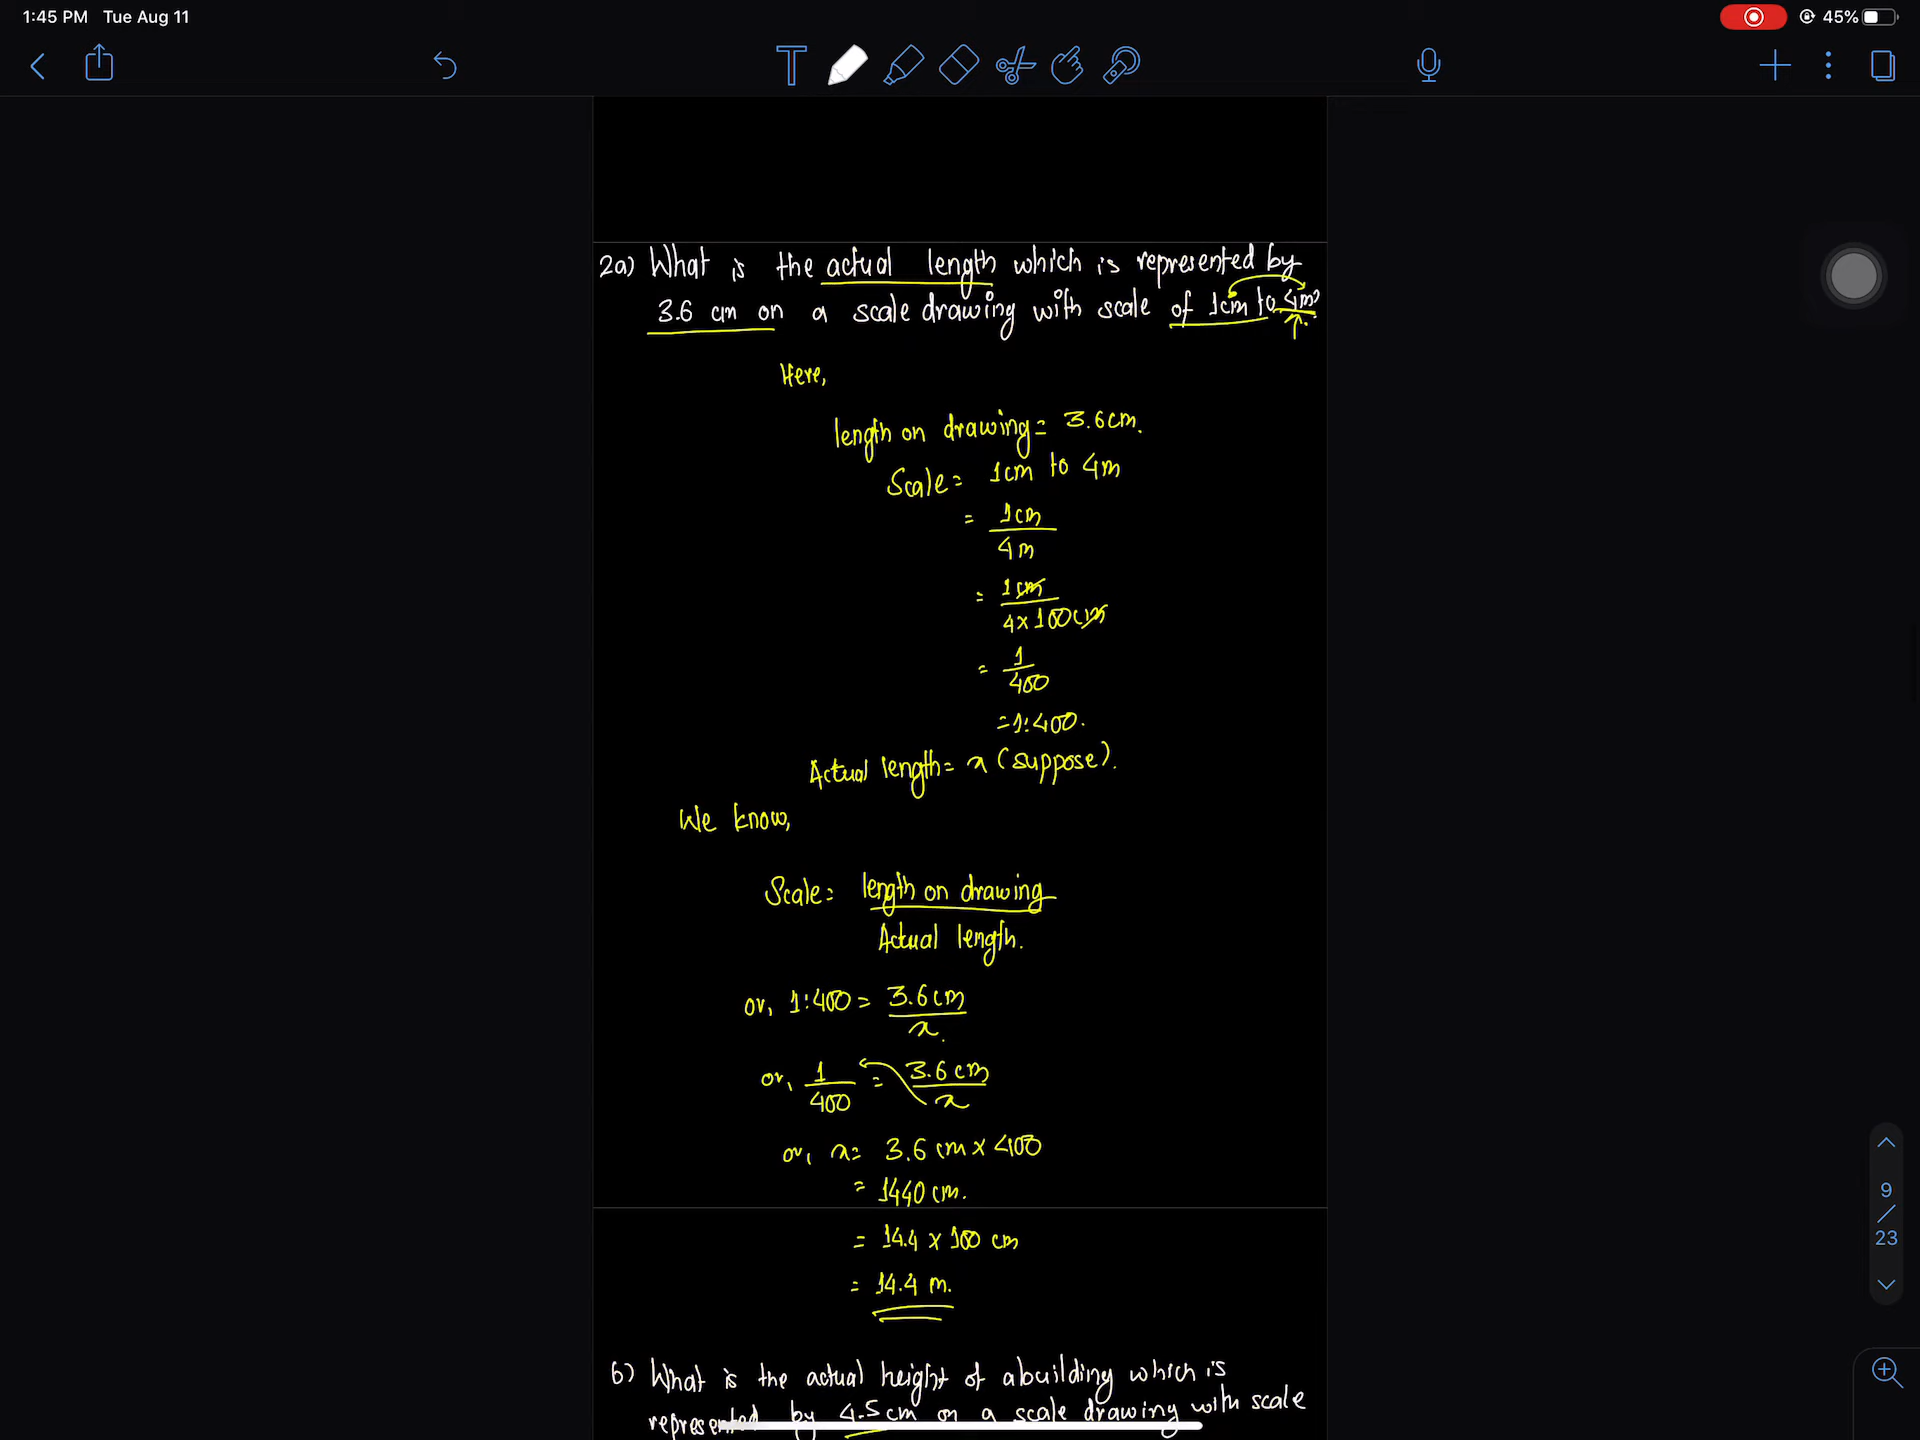 1:45 PM Tue Aug 11
45%
T
2a) What is the actual length which is represented by
3.6 cm on a scale drawing with scale of 1cm to 4m?
Here,
length on drawing = 3.6cm.
Scale = 1cm to 4m
= 1cm / 4m
= 1cm / 4×100cm
= 1/400
= 1:400.
Actual length = x (suppose).
We know,
Scale = length on drawing / Actual length.
or, 1:400 = 3.6cm / x.
or, 1/400 = 3.6 cm / x
or, x = 3.6 cm × 400
= 1440 cm.
= 14.4 × 100 cm
= 14.4 m.
b) What is the actual height of a building which is
represented by 4.5 cm on a scale drawing with scale
9
/
23